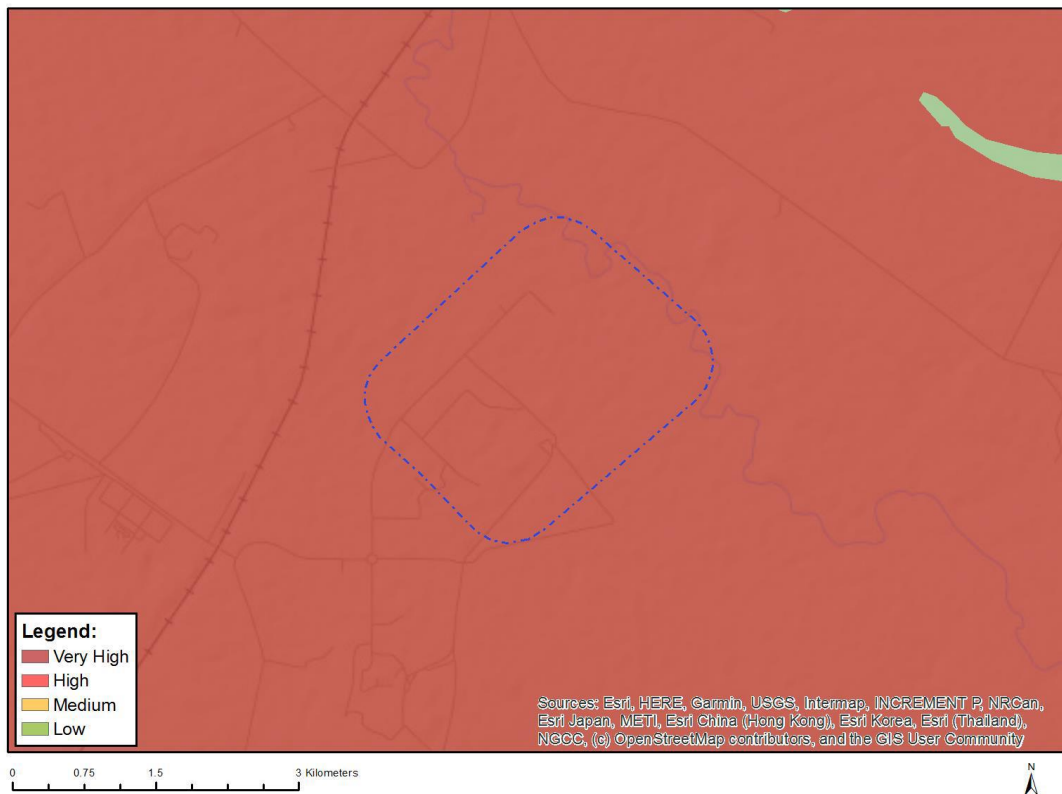 Legend:
Very High
High
Medium
Low
Sources: Esri, HERE, Garmin, USGS, Intermap, INCREMENT P, NRCan,
Esri Japan, METI, Esri China (Hong Kong), Esri Korea, Esri (Thailand),
NGCC, (c) OpenStreetMap contributors, and the GIS User Community
0 0.75 1.5 3 Kilometers
N